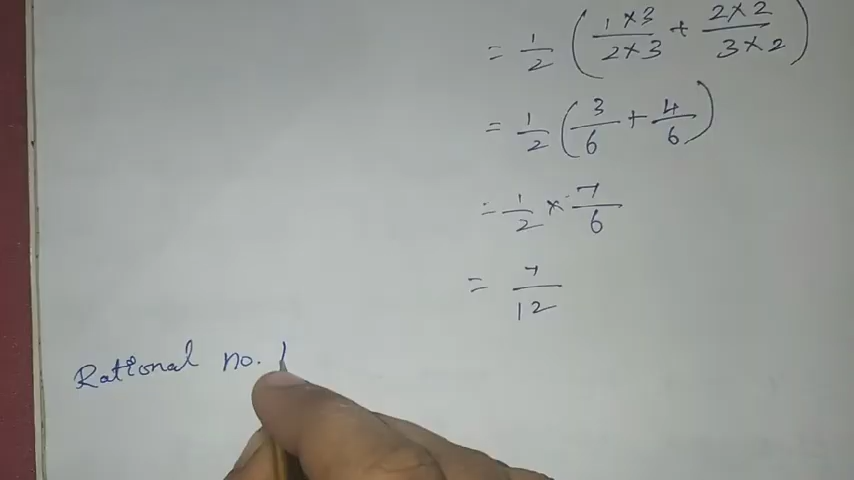 = 1/2 ( 1×3/2×3 + 2×2/3×2 )
= 1/2 ( 3/6 + 4/6 )
= 1/2 × 7/6
= 7/12
Rational no.